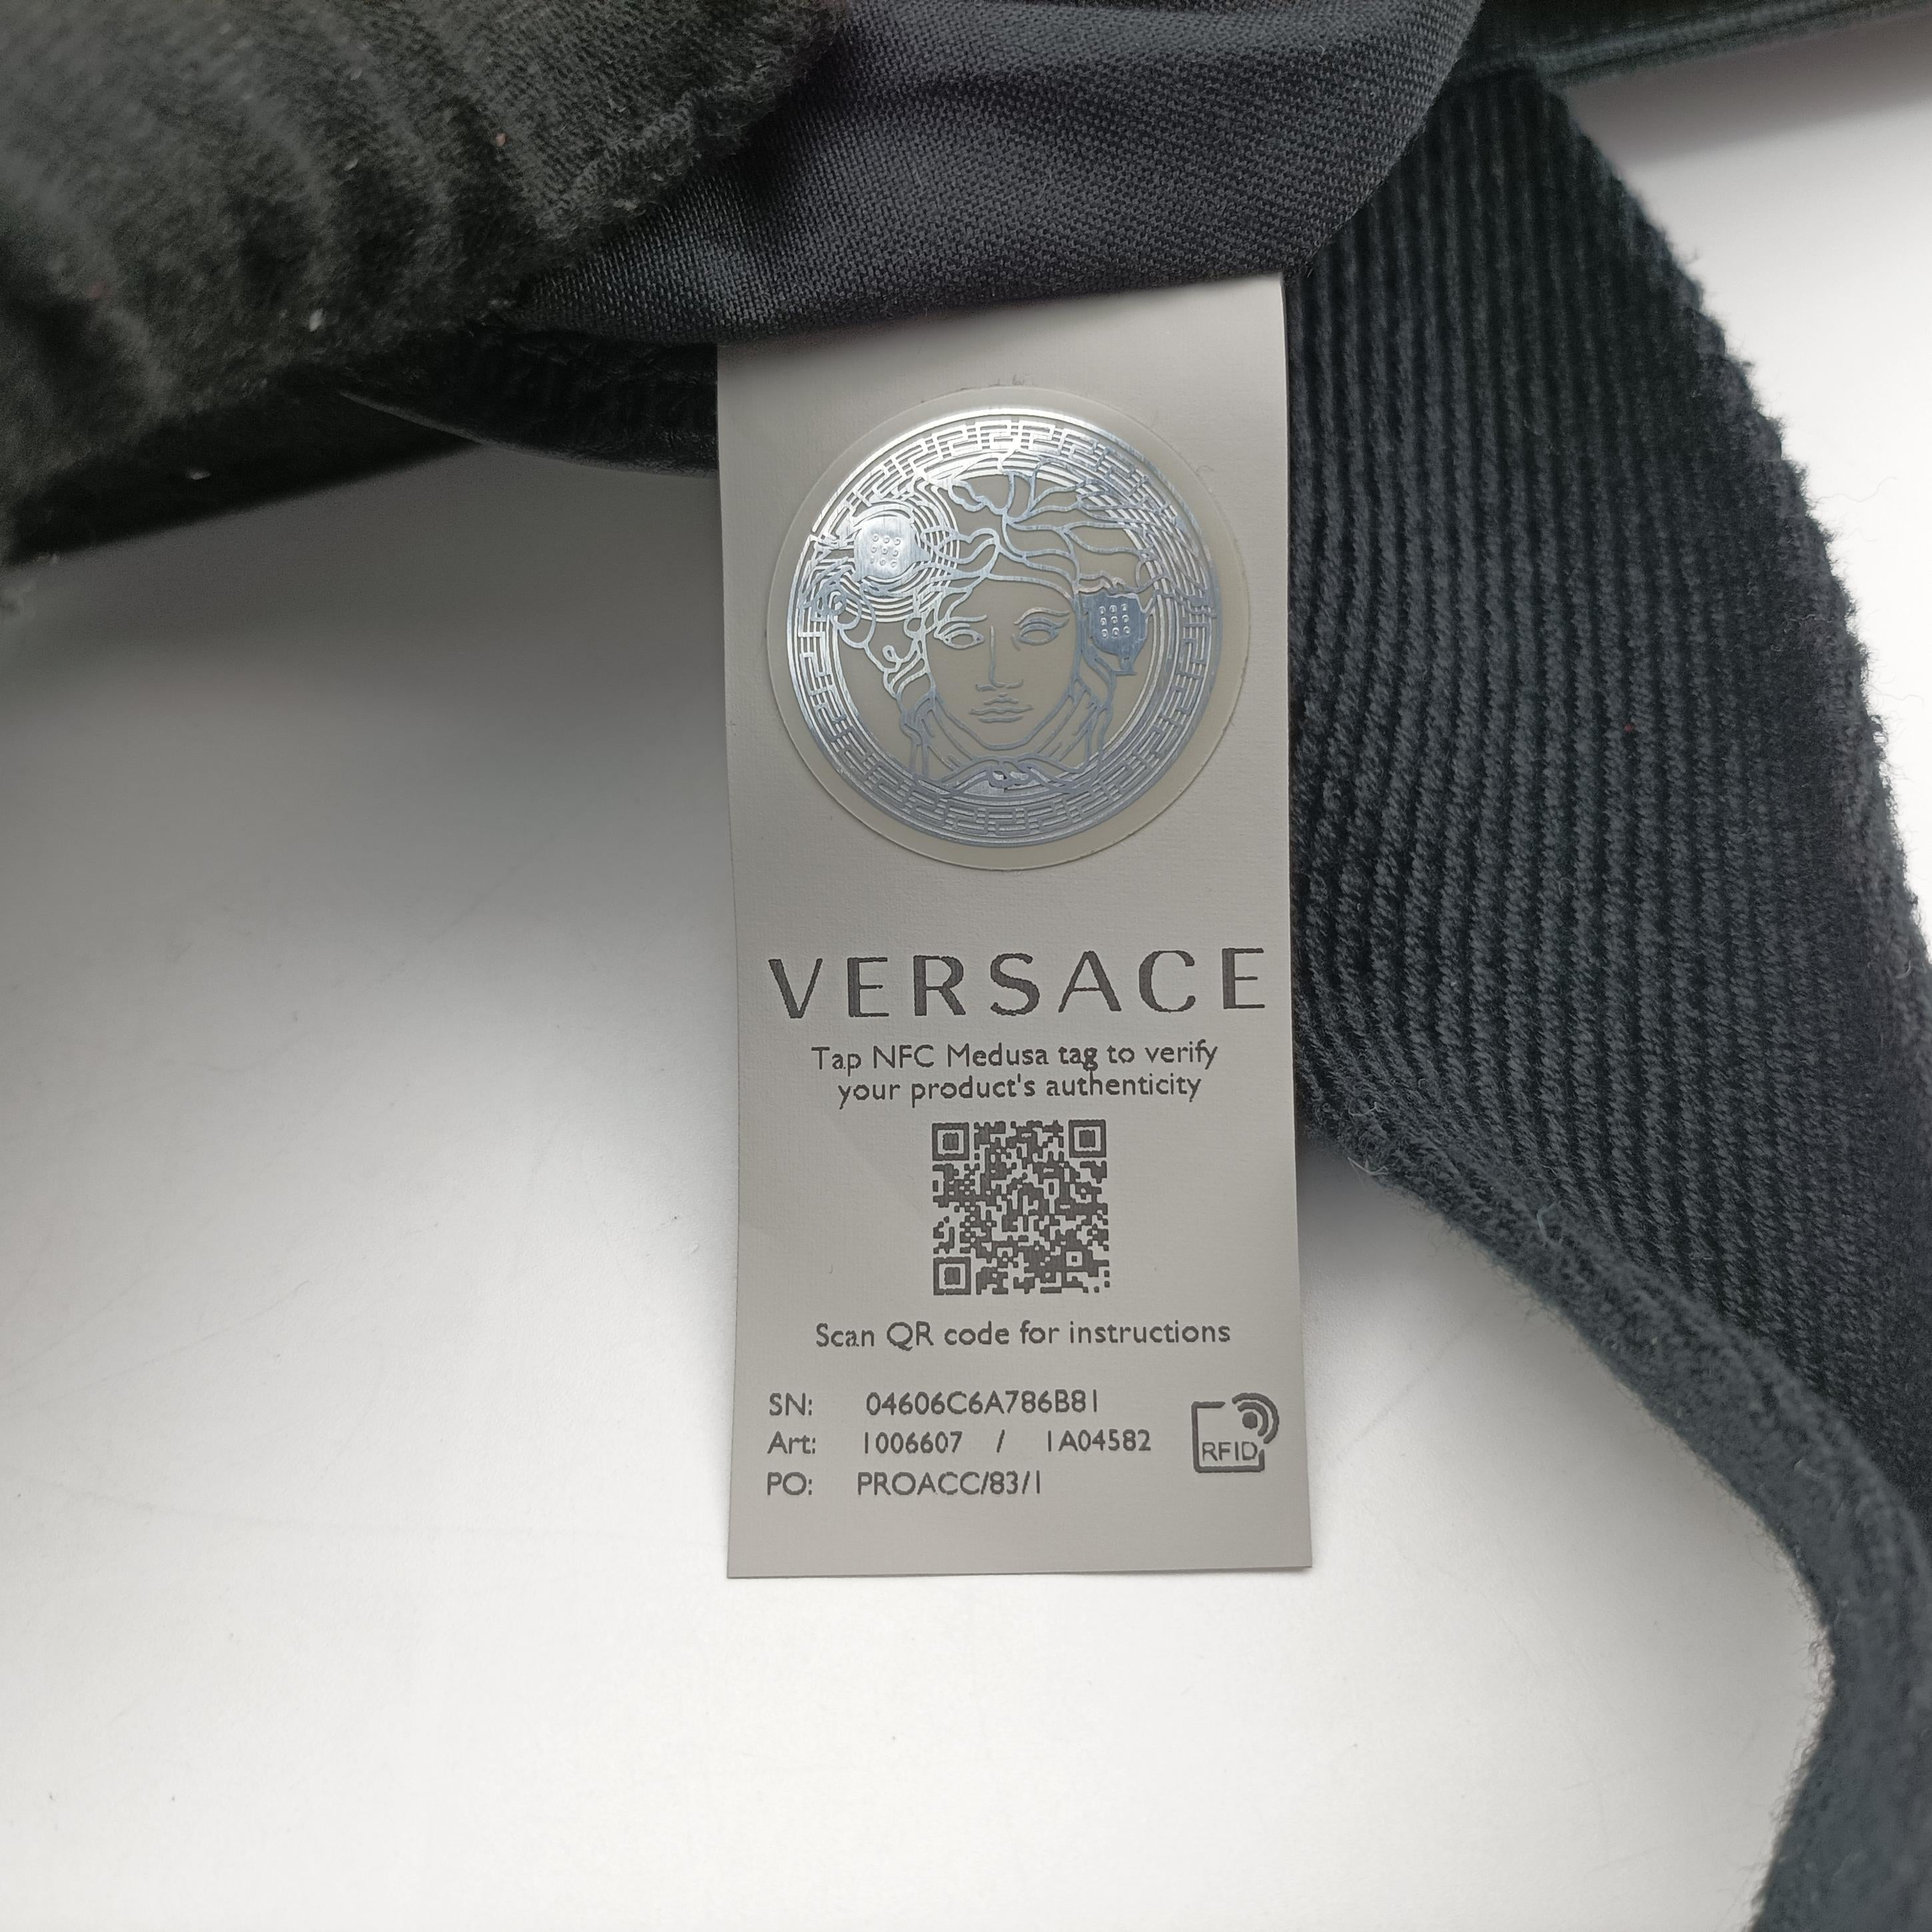 VERSACE
Tap NFC Medusa tag to verify
your product's authenticity
Scan QR code for instructions
SN: 04606C6A786B81
Art: 1006607 / 1A04582
RFID
PO: PROACC/83/1